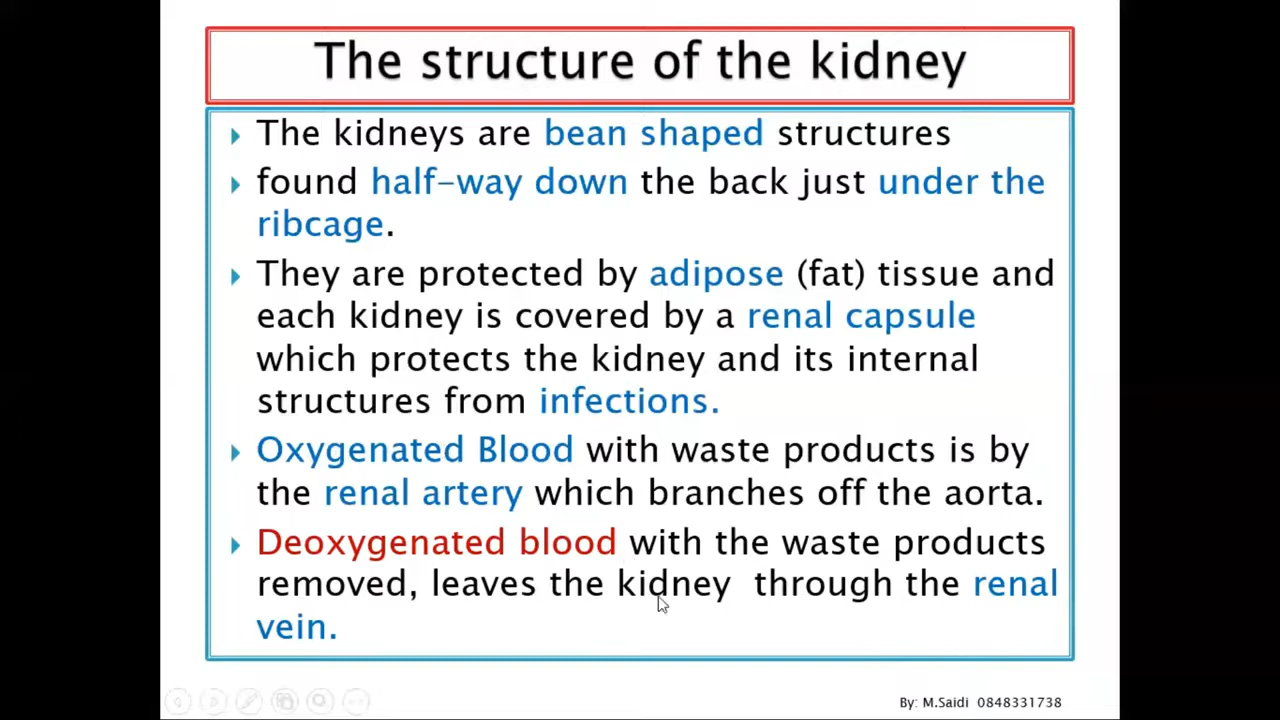 The structure of the kidney
The kidneys are bean shaped structures
found half-way down the back just under the
ribcage.
They are protected by adipose (fat) tissue and
each kidney is covered by a renal capsule
which protects the kidney and its internal
structures from infections.
Oxygenated Blood with waste products is by
the renal artery which branches off the aorta.
Deoxygenated blood with the waste products
removed, leaves the kidney through the renal
vein.
By: M.Saidi 0848331738